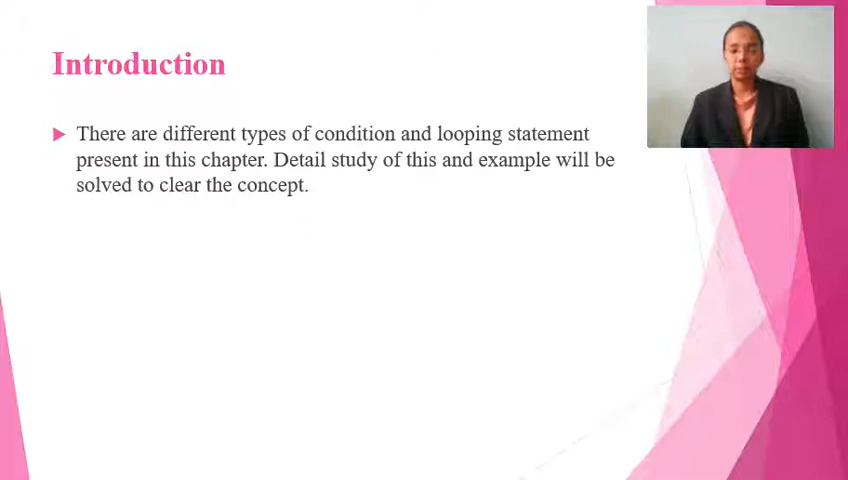 Introduction
There are different types of condition and looping statement
present in this chapter. Detail study of this and example will be
solved to clear the concept.